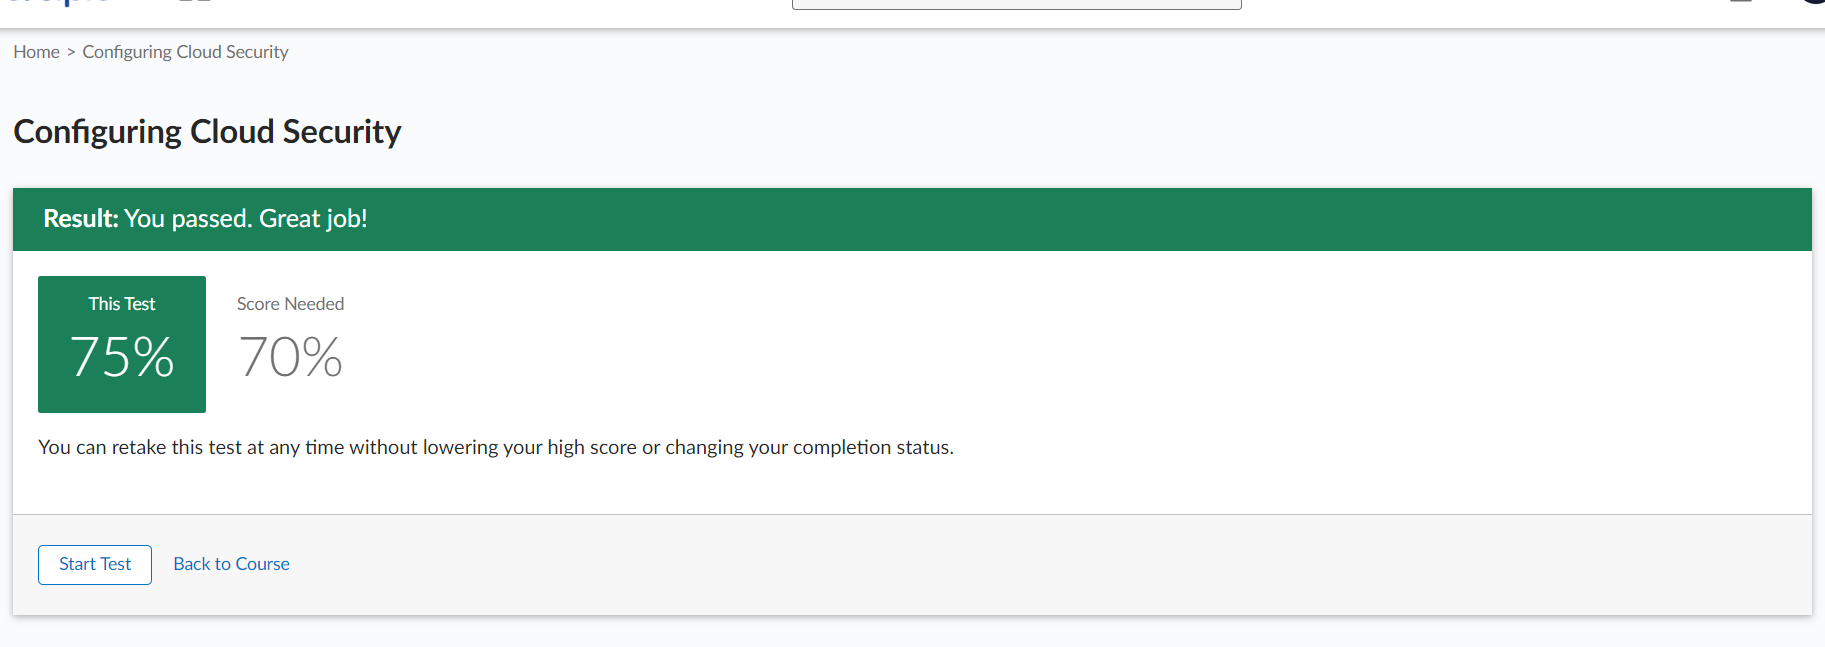 Home > Configuring Cloud Security
Configuring Cloud Security
Result: You passed. Great job!
This Test
75%
Score Needed
70%
You can retake this test at any time without lowering your high score or changing your completion status.
Start Test
Back to Course